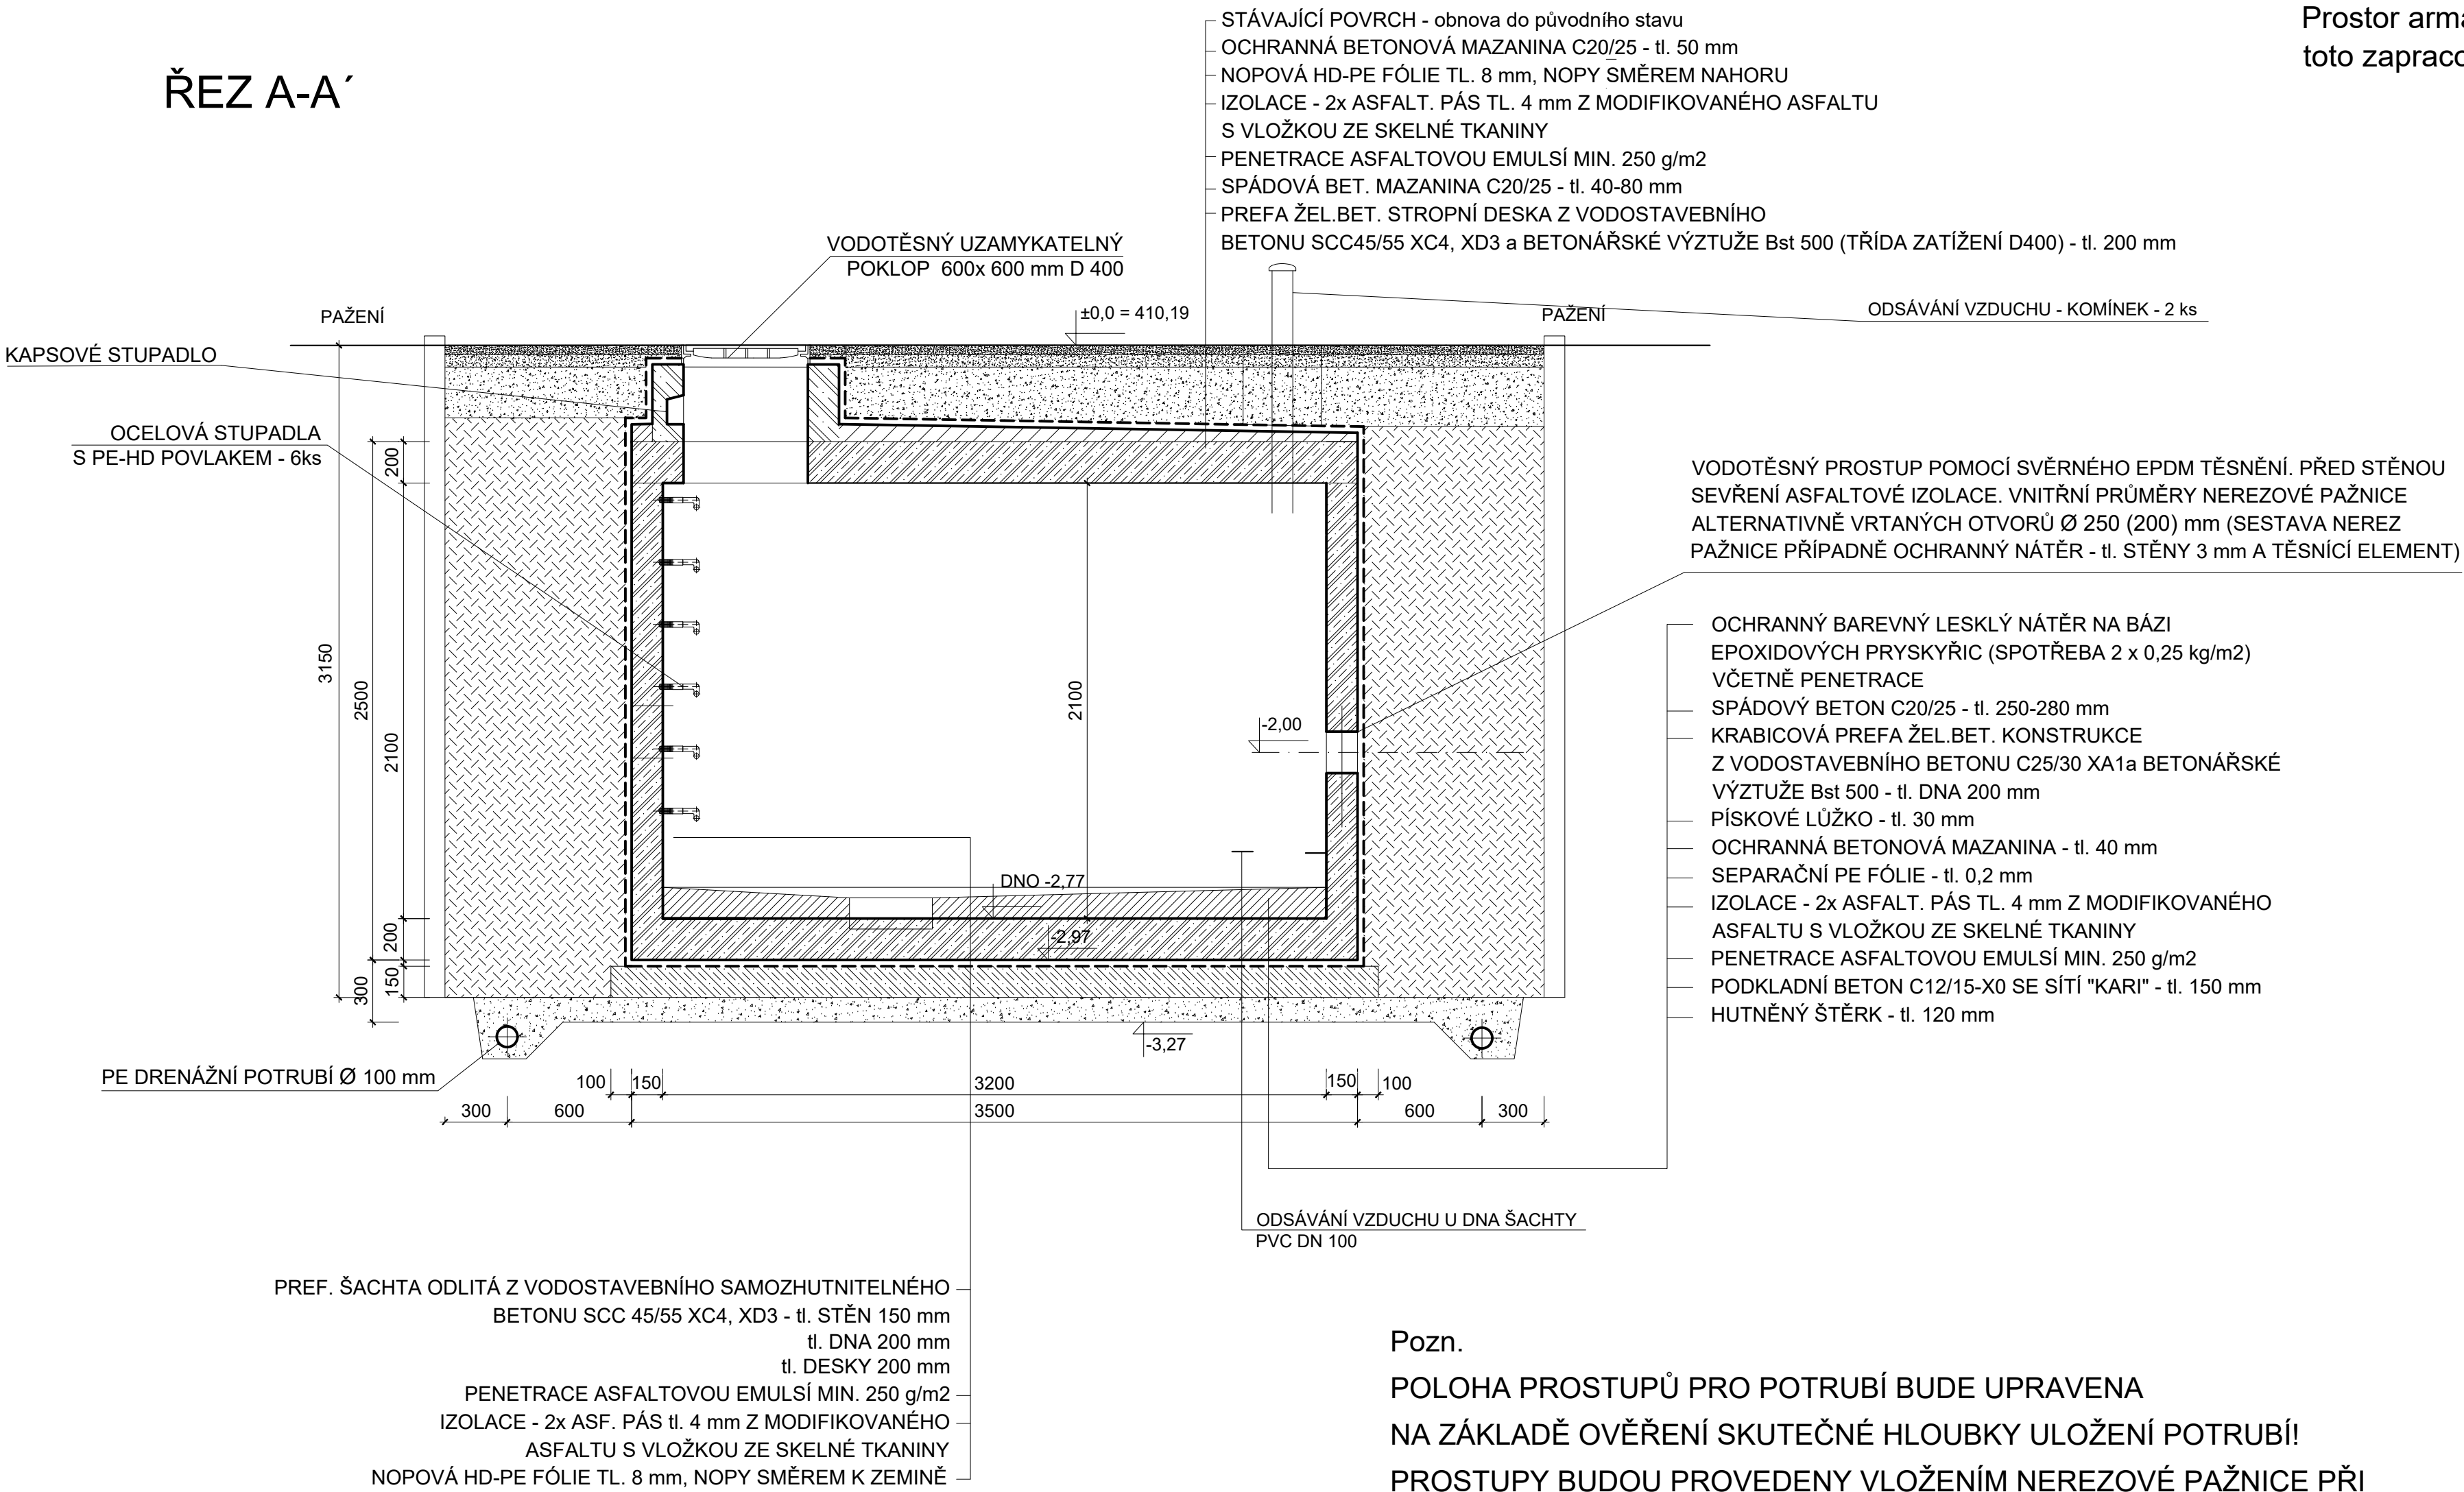 ŘEZ A-A´
STÁVAJÍCÍ POVRCH - obnova do původního stavu
OCHRANNÁ BETONOVÁ MAZANINA C20/25 - tl. 50 mm
NOPOVÁ HD-PE FÓLIE TL. 8 mm, NOPY SMĚREM NAHORU
IZOLACE - 2x ASFALT. PÁS TL. 4 mm Z MODIFIKOVANÉHO ASFALTU
S VLOŽKOU ZE SKELNÉ TKANINY
PENETRACE ASFALTOVOU EMULSÍ MIN. 250 g/m2
SPÁDOVÁ BET. MAZANINA C20/25 - tl. 40-80 mm
PREFA ŽEL.BET. STROPNÍ DESKA Z VODOSTAVEBNÍHO
BETONU SCC45/55 XC4, XD3 a BETONÁŘSKÉ VÝZTUŽE Bst 500 (TŘÍDA ZATÍŽENÍ D400) - tl. 200 mm
Prostor arma
toto zapraco
VODOTĚSNÝ UZAMYKATELNÝ
POKLOP 600x 600 mm D 400
PAŽENÍ
±0,0 = 410,19
PAŽENÍ
ODSÁVÁNÍ VZDUCHU - KOMÍNEK - 2 ks
KAPSOVÉ STUPADLO
OCELOVÁ STUPADLA
S PE-HD POVLAKEM - 6ks
VODOTĚSNÝ PROSTUP POMOCÍ SVĚRNÉHO EPDM TĚSNĚNÍ. PŘED STĚNOU
SEVŘENÍ ASFALTOVÉ IZOLACE. VNITŘNÍ PRŮMĚRY NEREZOVÉ PAŽNICE
ALTERNATIVNĚ VRTANÝCH OTVORŮ Ø 250 (200) mm (SESTAVA NEREZ
PAŽNICE PŘÍPADNĚ OCHRANNÝ NÁTĚR - tl. STĚNY 3 mm A TĚSNÍCÍ ELEMENT)
OCHRANNÝ BAREVNÝ LESKLÝ NÁTĚR NA BÁZI
EPOXIDOVÝCH PRYSKYŘIC (SPOTŘEBA 2 x 0,25 kg/m2)
VČETNĚ PENETRACE
SPÁDOVÝ BETON C20/25 - tl. 250-280 mm
KRABICOVÁ PREFA ŽEL.BET. KONSTRUKCE
Z VODOSTAVEBNÍHO BETONU C25/30 XA1a BETONÁŘSKÉ
VÝZTUŽE Bst 500 - tl. DNA 200 mm
PÍSKOVÉ LŮŽKO - tl. 30 mm
OCHRANNÁ BETONOVÁ MAZANINA - tl. 40 mm
SEPARAČNÍ PE FÓLIE - tl. 0,2 mm
IZOLACE - 2x ASFALT. PÁS TL. 4 mm Z MODIFIKOVANÉHO
ASFALTU S VLOŽKOU ZE SKELNÉ TKANINY
PENETRACE ASFALTOVOU EMULSÍ MIN. 250 g/m2
PODKLADNÍ BETON C12/15-X0 SE SÍTÍ "KARI" - tl. 150 mm
HUTNĚNÝ ŠTĚRK - tl. 120 mm
3150
2500
300
200
2100
200
150
2100
-2,00
DNO -2,77
-2,97
-3,27
PE DRENÁŽNÍ POTRUBÍ Ø 100 mm
100 150 3200 150 100
300 600 3500 600 300
ODSÁVÁNÍ VZDUCHU U DNA ŠACHTY
PVC DN 100
PREF. ŠACHTA ODLITÁ Z VODOSTAVEBNÍHO SAMOZHUTNITELNÉHO
BETONU SCC 45/55 XC4, XD3 - tl. STĚN 150 mm
tl. DNA 200 mm
tl. DESKY 200 mm
PENETRACE ASFALTOVOU EMULSÍ MIN. 250 g/m2
IZOLACE - 2x ASF. PÁS tl. 4 mm Z MODIFIKOVANÉHO
ASFALTU S VLOŽKOU ZE SKELNÉ TKANINY
NOPOVÁ HD-PE FÓLIE TL. 8 mm, NOPY SMĚREM K ZEMINĚ
Pozn.
POLOHA PROSTUPŮ PRO POTRUBÍ BUDE UPRAVENA
NA ZÁKLADĚ OVĚŘENÍ SKUTEČNÉ HLOUBKY ULOŽENÍ POTRUBÍ!
PROSTUPY BUDOU PROVEDENY VLOŽENÍM NEREZOVÉ PAŽNICE PŘI